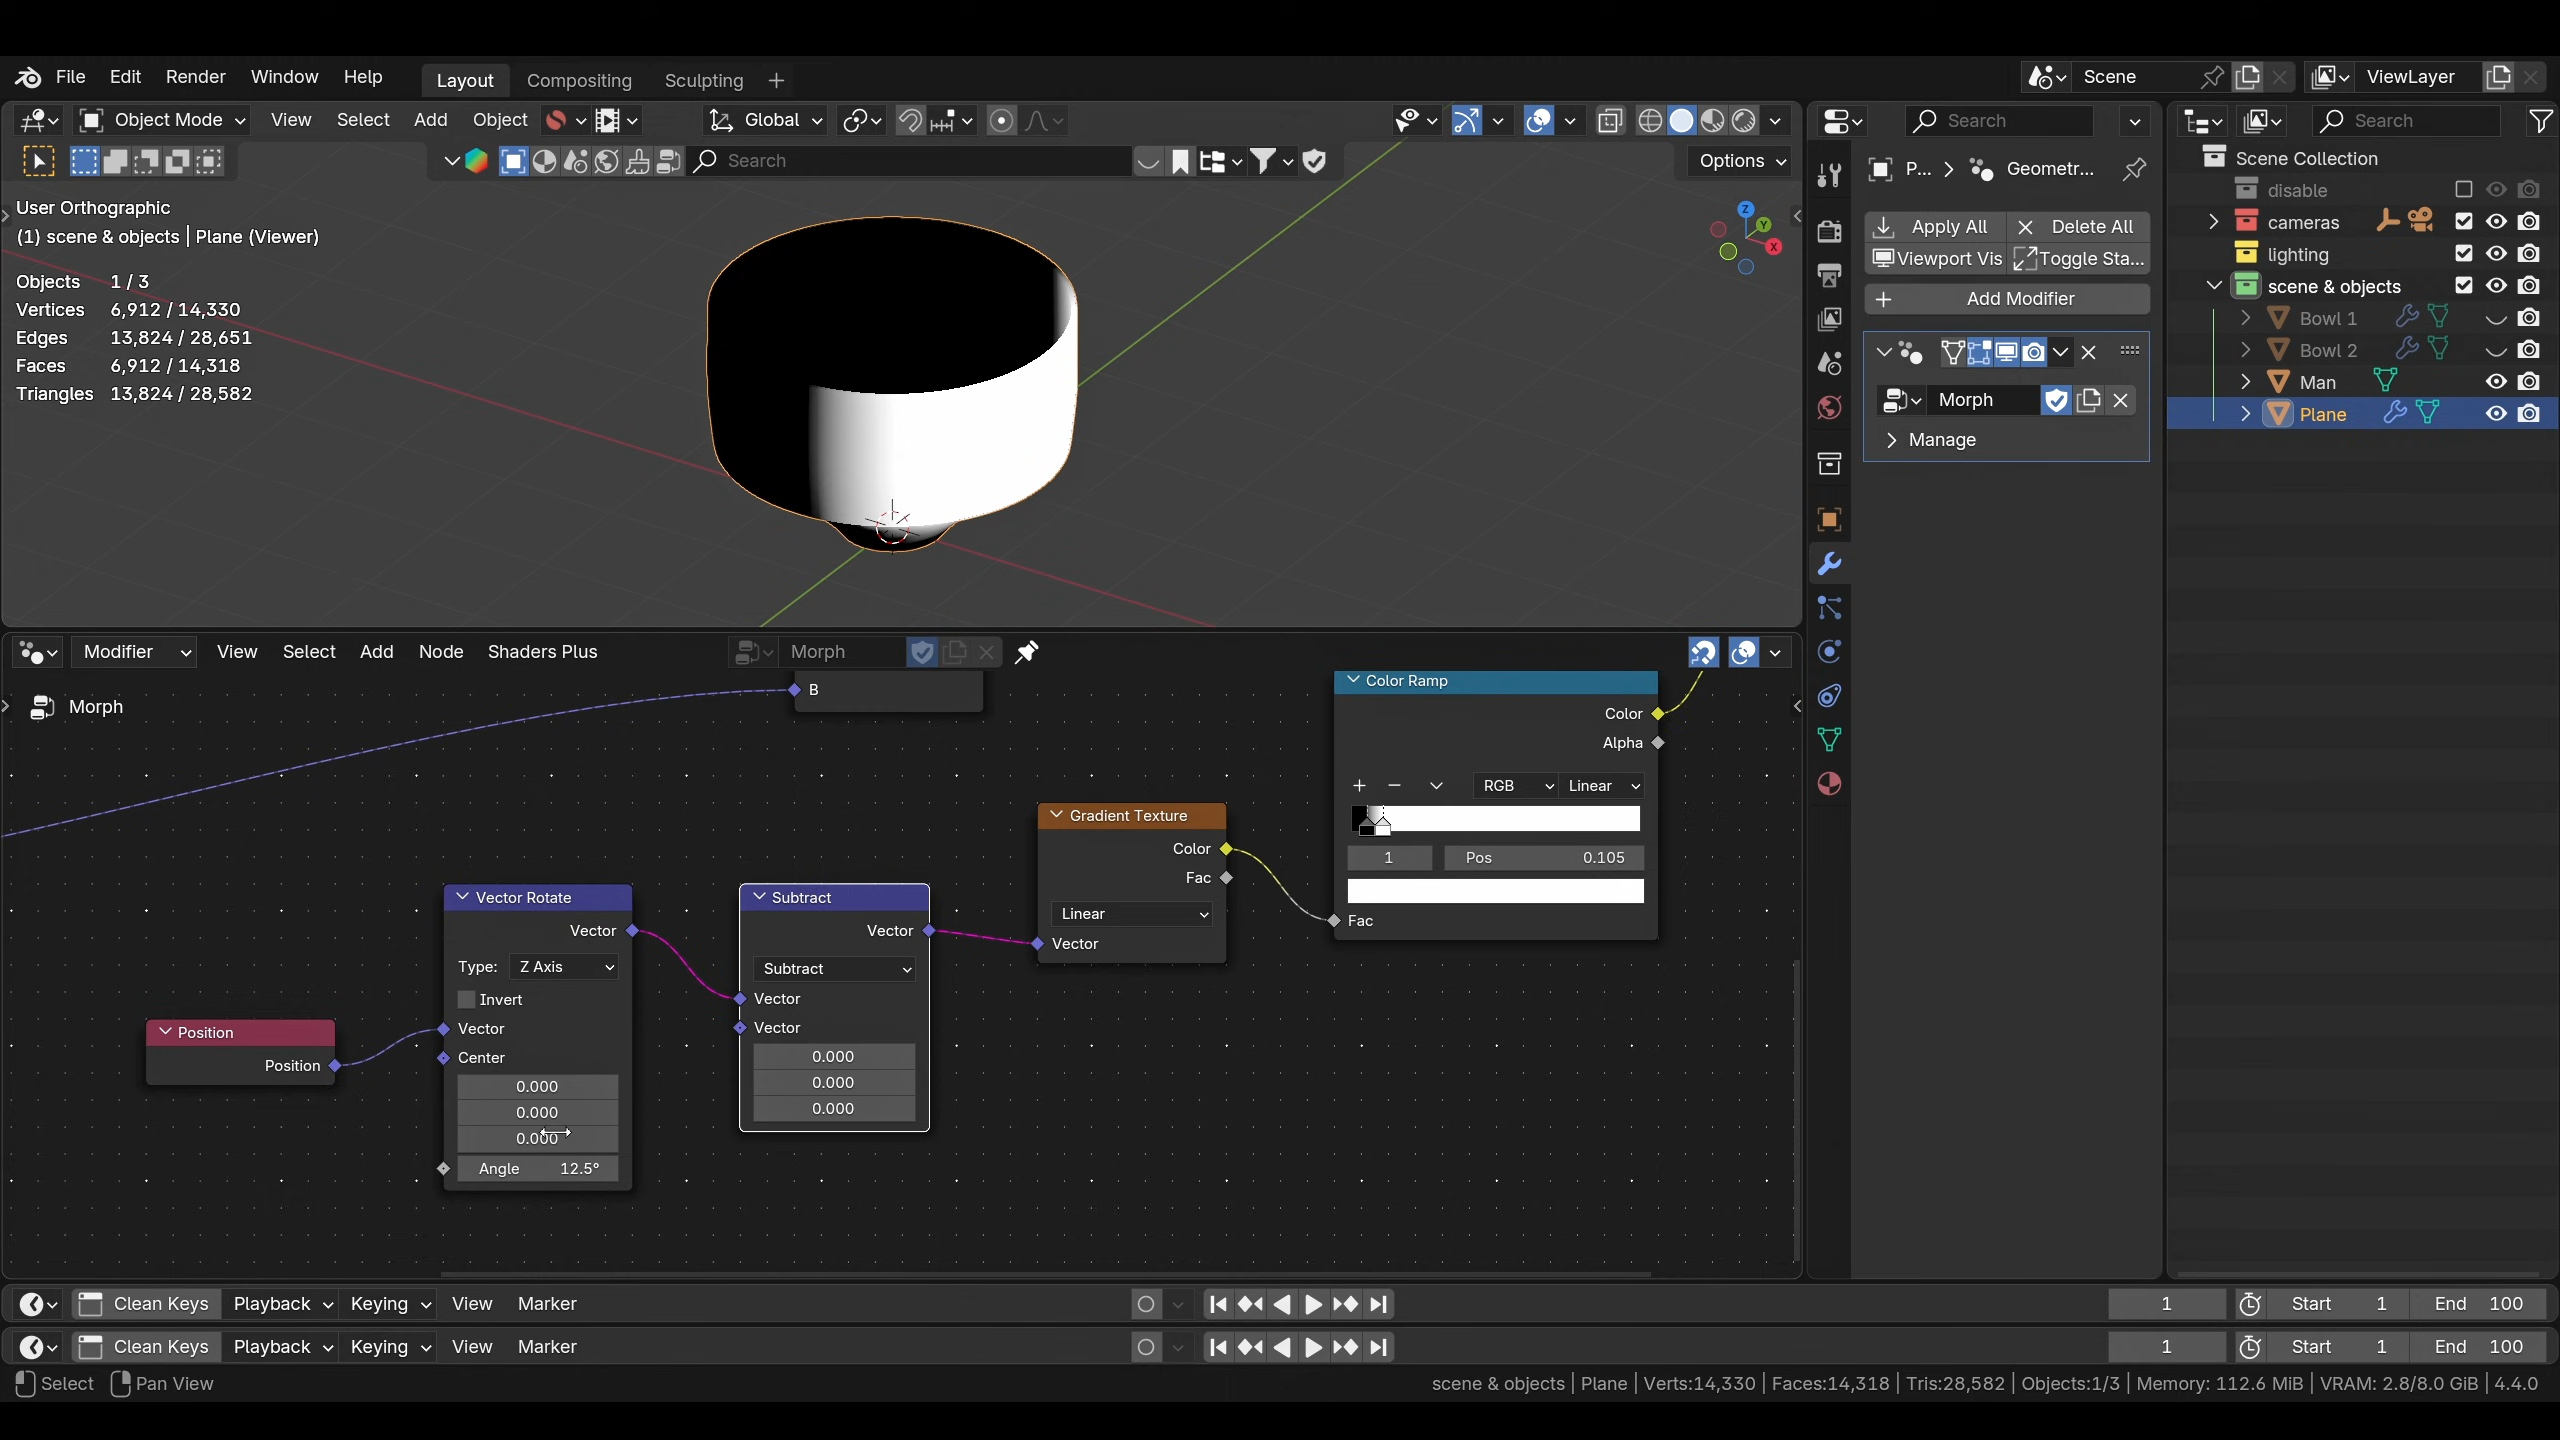 File Edit Render Window Help Layout Compositing Sculpting + Scene ViewLayer
Object Mode View Select Add Object Global Search Search
Search Options
User Orthographic
(1) scene & objects | Plane (Viewer)
Objects 1 / 3
Vertices 6,912 / 14,330
Edges 13,824 / 28,651
Faces 6,912 / 14,318
Triangles 13,824 / 28,582
Z
Y
X
P... > Geometr...
Apply All Delete All
Viewport Vis Toggle Sta...
Add Modifier
Morph
Manage
Scene Collection
disable
cameras
lighting
scene & objects
Bowl 1
Bowl 2
Man
Plane
Modifier View Select Add Node Shaders Plus Morph
Morph
B
Color Ramp
Color
Alpha
RGB Linear
1 Pos 0.105
Fac
Gradient Texture
Color
Fac
Linear
Vector
Vector Rotate
Vector
Type: Z Axis
Invert
Vector
Center
0.000
0.000
0.000
Angle 12.5°
Subtract
Vector
Subtract
Vector
Vector
0.000
0.000
0.000
Position
Position
Clean Keys Playback Keying View Marker 1 Start 1 End 100
Clean Keys Playback Keying View Marker 1 Start 1 End 100
Select Pan View scene & objects | Plane | Verts:14,330 | Faces:14,318 | Tris:28,582 | Objects:1/3 | Memory: 112.6 MiB | VRAM: 2.8/8.0 GiB | 4.4.0